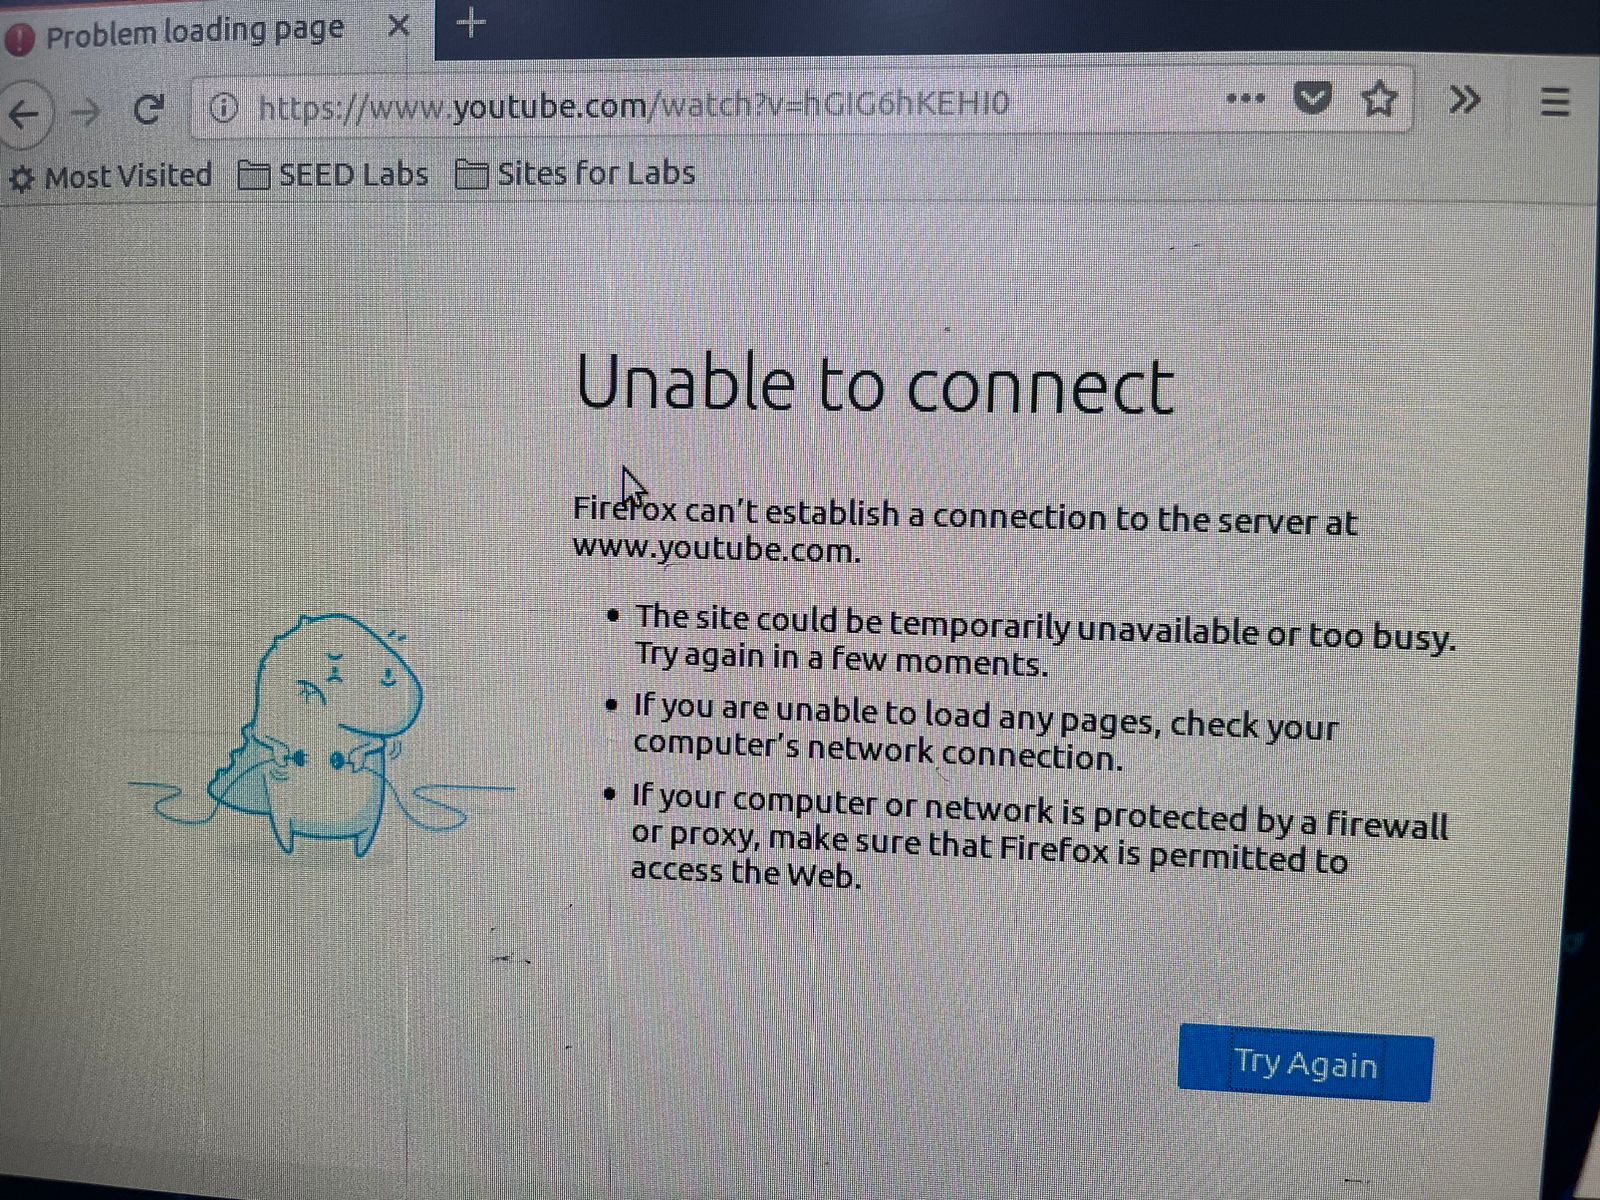 Problem loading page
https://www.youtube.com/watch?v=hGIG6hKEHI0
Most Visited SEED Labs Sites for Labs
Unable to connect
Firefox can't establish a connection to the server at
www.youtube.com.
• The site could be temporarily unavailable or too busy.
Try again in a few moments.
• If you are unable to load any pages, check your
computer's network connection.
• If your computer or network is protected by a firewall
or proxy, make sure that Firefox is permitted to
access the Web.
Try Again